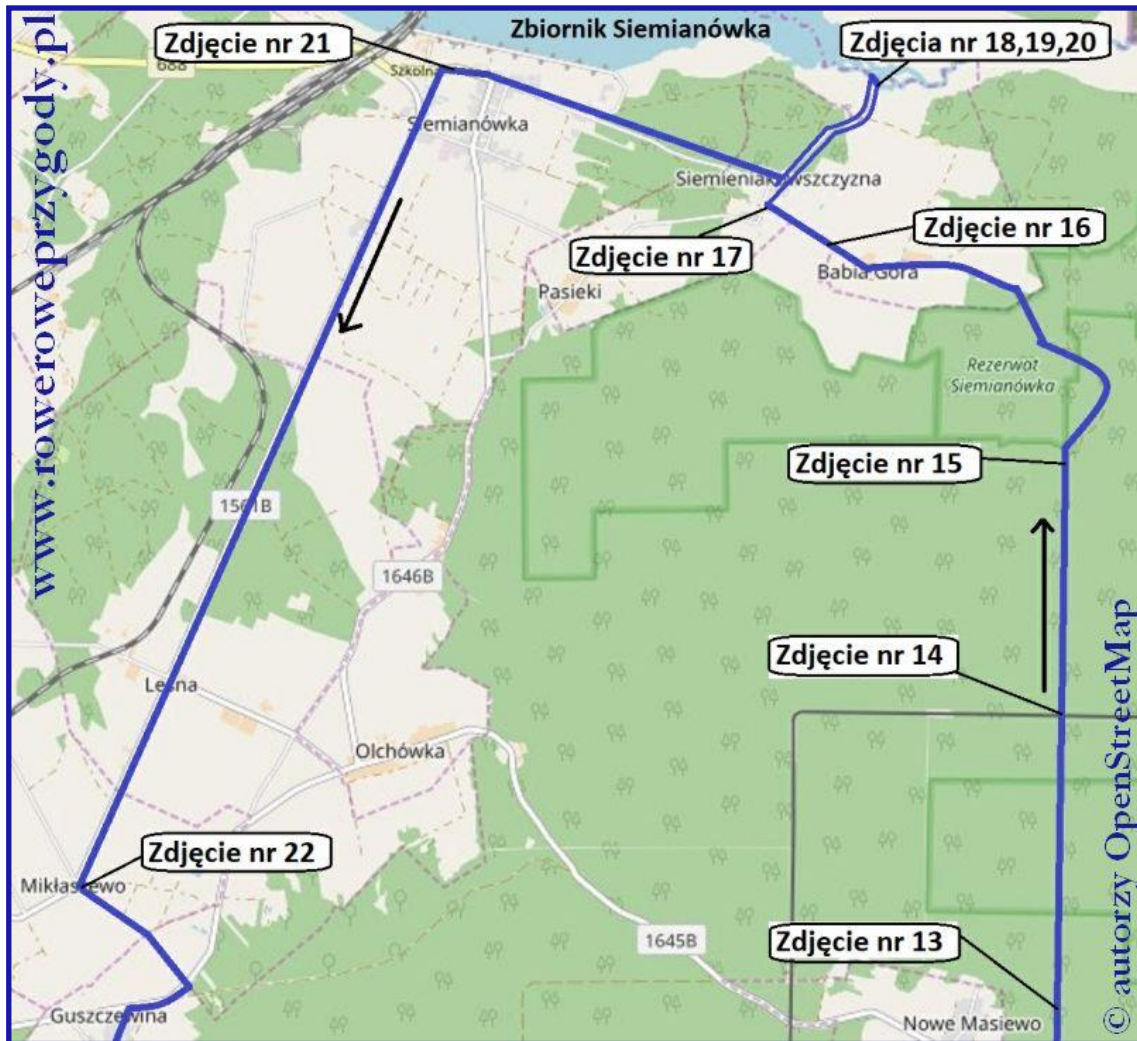 www.roweroweprzygody.pl
Zbiornik Siemianówka
Zdjęcie nr 21
Zdjęcia nr 18,19,20
688
Szkolna
Siemianówka
Zdjęcie nr 17
Zdjęcie nr 16
Babia Góra
Pasieki
Rezerwat
Siemianówka
Zdjęcie nr 15
1561B
1646B
Zdjęcie nr 14
Leśna
Olchówka
Zdjęcie nr 22
1645B
Zdjęcie nr 13
Guszczewina
Nowe Masiewo
© autorzy OpenStreetMap